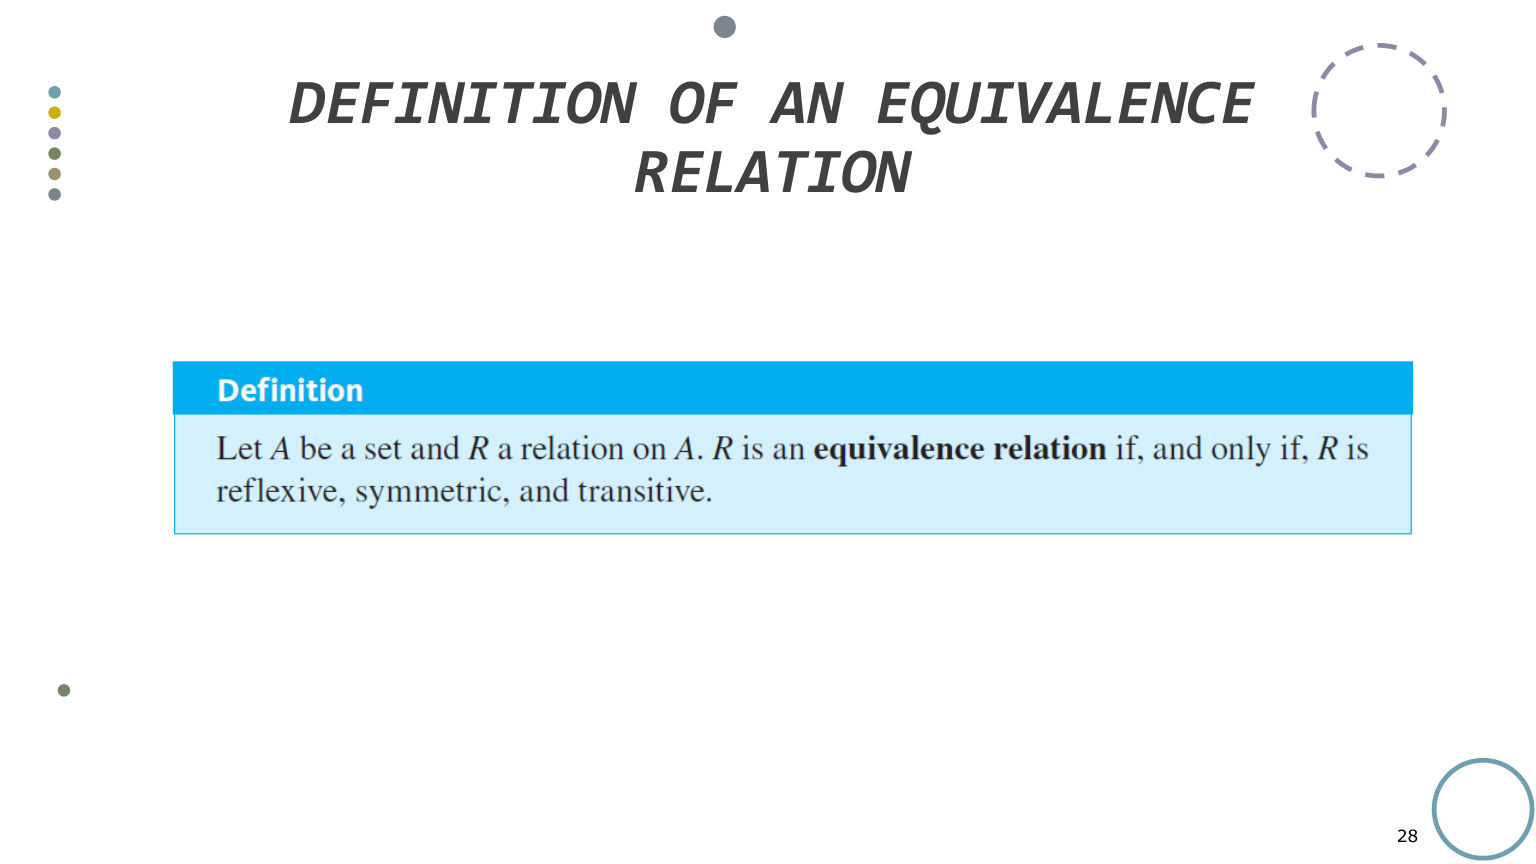 DEFINITION OF AN EQUIVALENCE
RELATION
Definition
Let A be a set and R a relation on A. R is an equivalence relation if, and only if, R is
reflexive, symmetric, and transitive.
28